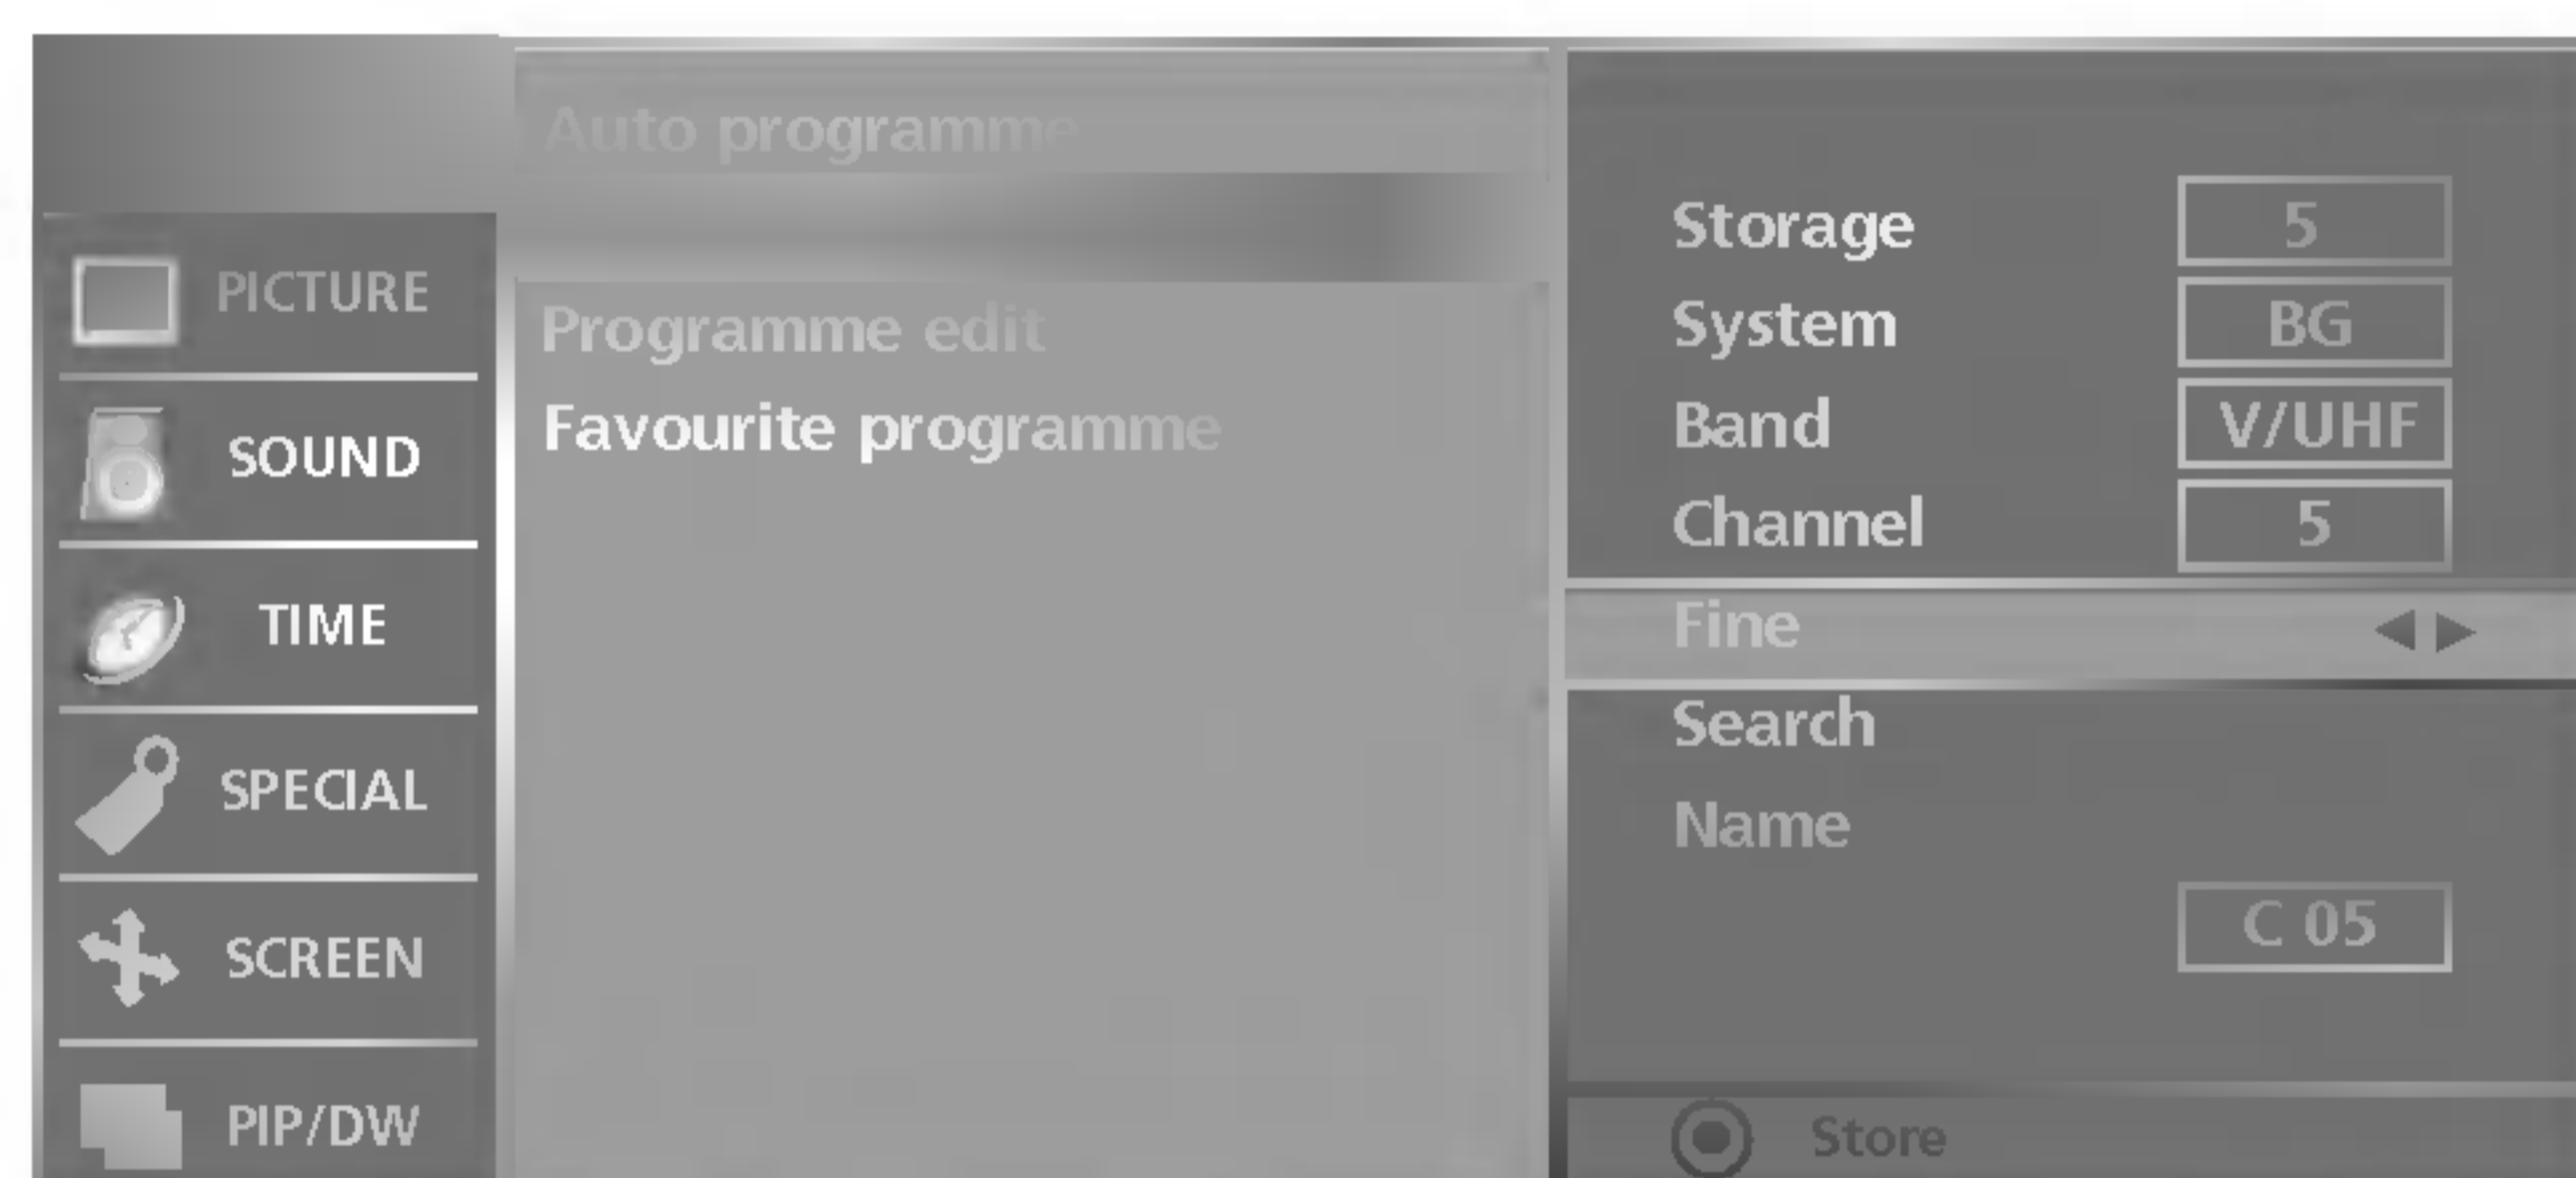 PICTURE
SOUND
TIME
SPECIAL
SCREEN
PIP/DW
Auto programme
Programme edit
Favourite programme
Storage 5
System BG
Band V/UHF
Channel 5
Fine ◀ ▶
Search
Name
C 05
Store